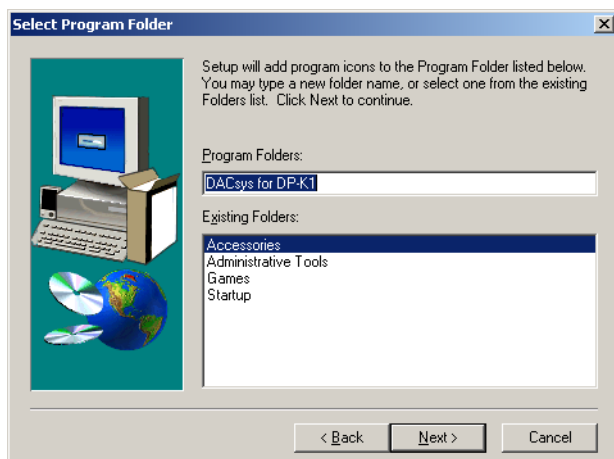 Select Program Folder
Setup will add program icons to the Program Folder listed below.
You may type a new folder name, or select one from the existing
Folders list. Click Next to continue.
Program Folders:
DACsys for DP-K1
Existing Folders:
Accessories
Administrative Tools
Games
Startup
< Back
Next >
Cancel